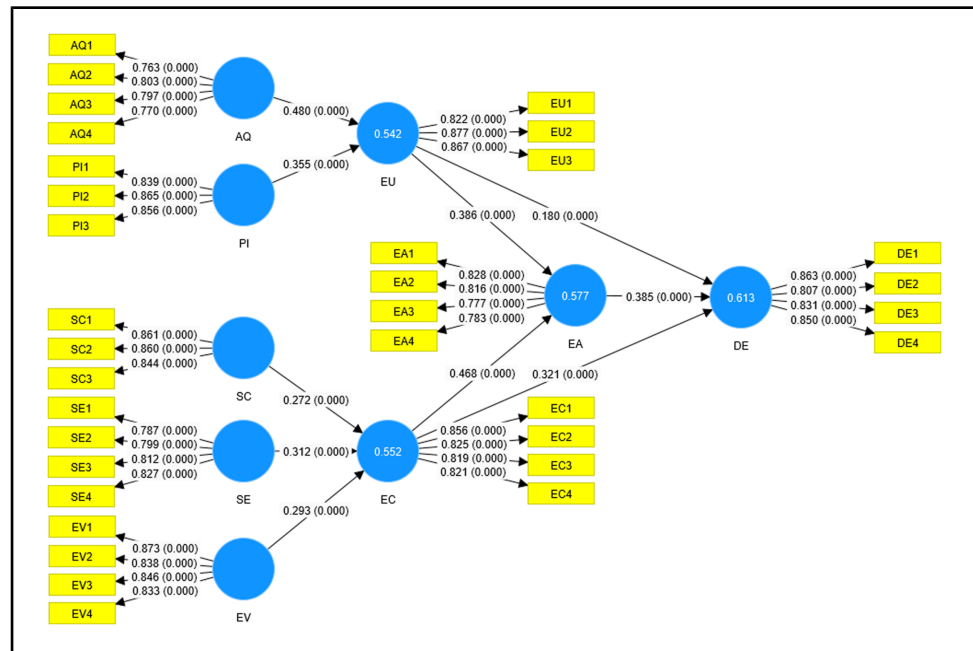 AQ1
AQ2
AQ3
AQ4
0.763 (0.000)
0.803 (0.000)
0.797 (0.000)
0.770 (0.000)
AQ
0.480 (0.000)
PI1
PI2
PI3
0.839 (0.000)
0.865 (0.000)
0.856 (0.000)
PI
0.355 (0.000)
0.542
EU
0.822 (0.000)
0.877 (0.000)
0.867 (0.000)
EU1
EU2
EU3
0.386 (0.000)
0.180 (0.000)
EA1
EA2
EA3
EA4
0.828 (0.000)
0.816 (0.000)
0.777 (0.000)
0.783 (0.000)
0.577
EA
0.385 (0.000)
0.613
DE
0.863 (0.000)
0.807 (0.000)
0.831 (0.000)
0.850 (0.000)
DE1
DE2
DE3
DE4
SC1
SC2
SC3
0.861 (0.000)
0.860 (0.000)
0.844 (0.000)
SC
0.272 (0.000)
0.468 (0.000)
0.321 (0.000)
SE1
SE2
SE3
SE4
0.787 (0.000)
0.799 (0.000)
0.812 (0.000)
0.827 (0.000)
SE
0.312 (0.000)
0.552
EC
0.856 (0.000)
0.825 (0.000)
0.819 (0.000)
0.821 (0.000)
EC1
EC2
EC3
EC4
EV1
EV2
EV3
EV4
0.873 (0.000)
0.838 (0.000)
0.846 (0.000)
0.833 (0.000)
EV
0.293 (0.000)